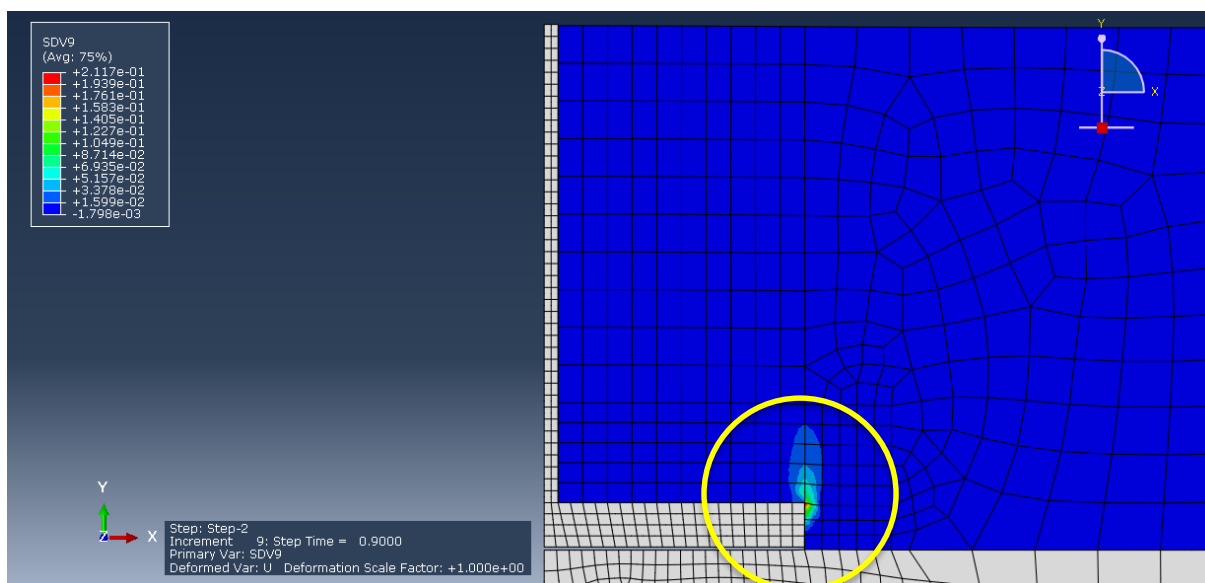 SDV9
(Avg: 75%)
+2.117e-01
+1.939e-01
+1.761e-01
+1.583e-01
+1.405e-01
+1.227e-01
+1.049e-01
+8.714e-02
+6.935e-02
+5.157e-02
+3.378e-02
+1.599e-02
-1.798e-03
Y
Z
X
Y
Z
X
Step: Step-2
Increment 9: Step Time = 0.9000
Primary Var: SDV9
Deformed Var: U Deformation Scale Factor: +1.000e+00